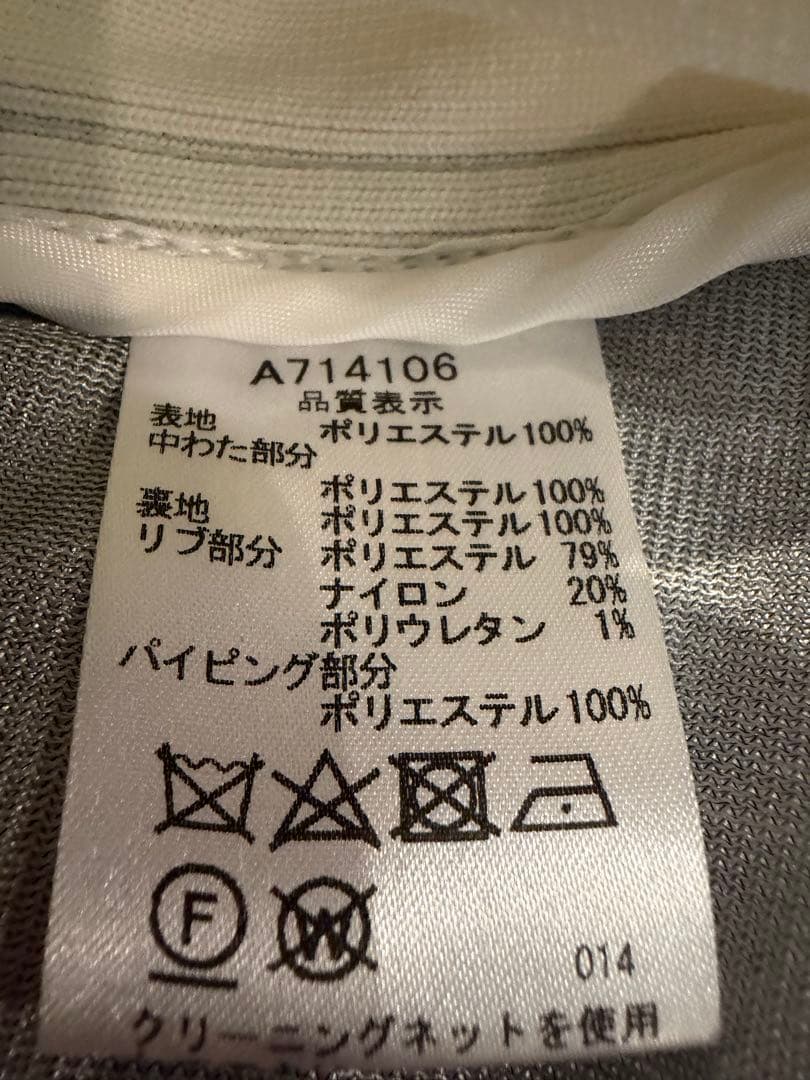 A714106
品質表示
表地 ポリエステル100%
中わた部分
ポリエステル100%
裏地 ポリエステル100%
リブ部分 ポリエステル 79%
ナイロン 20%
ポリウレタン 1%
パイピング部分
ポリエステル100%
F W
014
クリーニングネットを使用